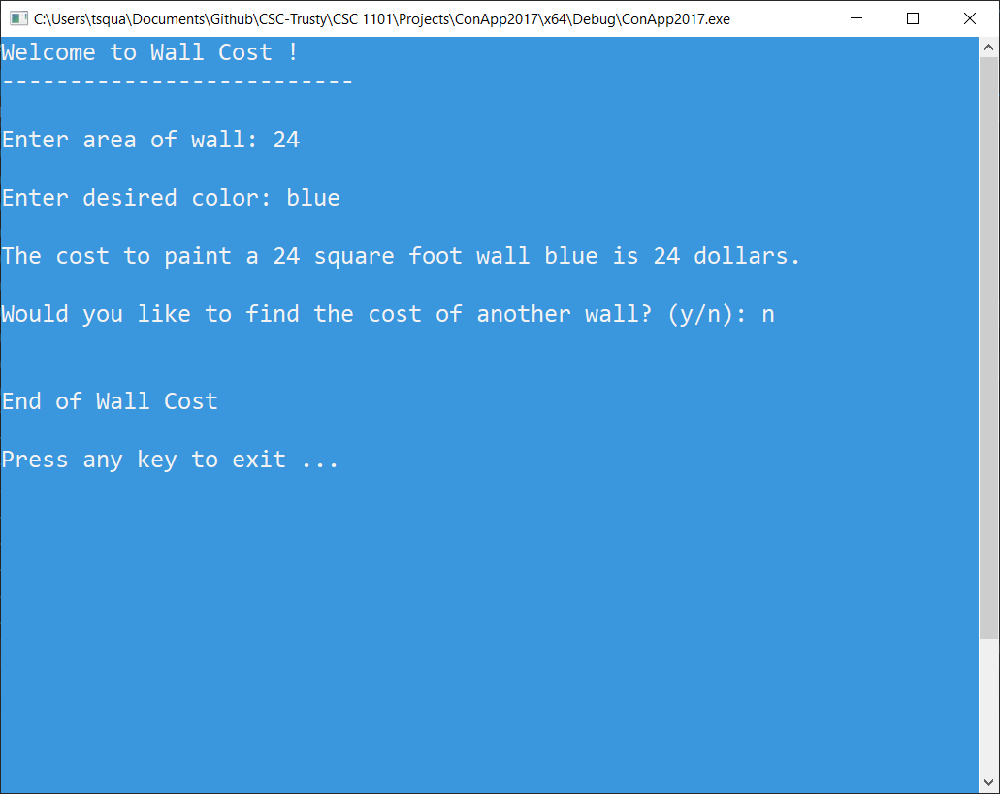 C:\Users\tsqua\Documents\Github\CSC-Trusty\CSC 1101\Projects\ConApp2017\x64\Debug\ConApp2017.exe
Welcome to Wall Cost !
--------------------------
Enter area of wall: 24
Enter desired color: blue
The cost to paint a 24 square foot wall blue is 24 dollars.
Would you like to find the cost of another wall? (y/n): n
End of Wall Cost
Press any key to exit ...